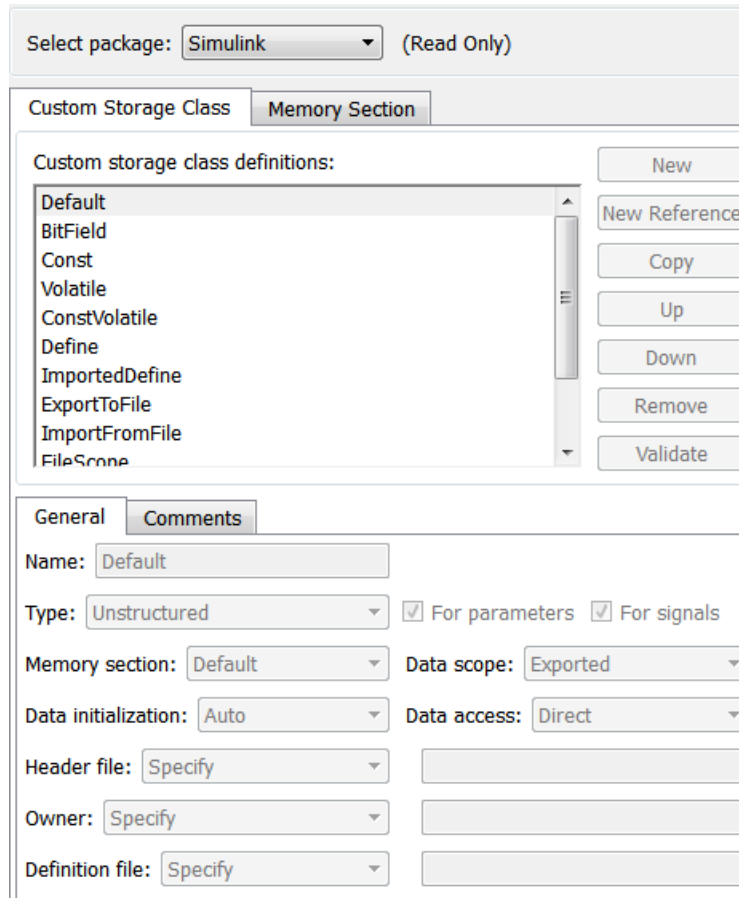 Select package: Simulink (Read Only)
Custom Storage Class Memory Section
Custom storage class definitions:
Default
BitField
Const
Volatile
ConstVolatile
Define
ImportedDefine
ExportToFile
ImportFromFile
FileScope
New
New Reference
Copy
Up
Down
Remove
Validate
General Comments
Name: Default
Type: Unstructured For parameters For signals
Memory section: Default Data scope: Exported
Data initialization: Auto Data access: Direct
Header file: Specify
Owner: Specify
Definition file: Specify